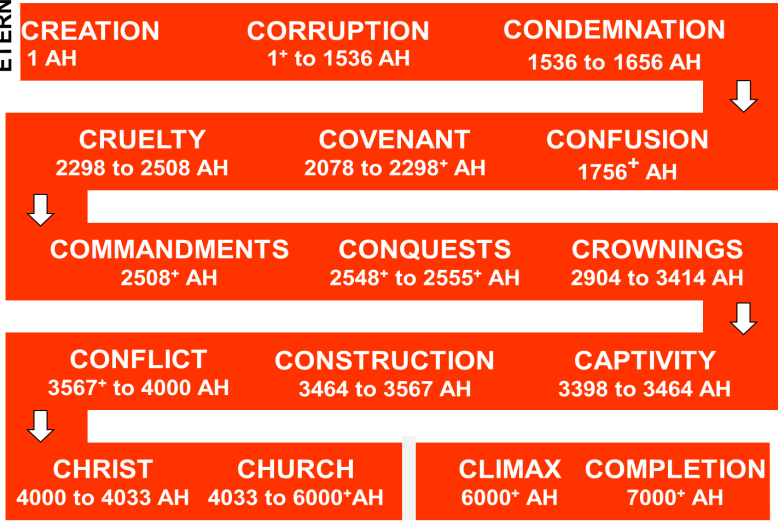 ETERN
CREATION CORRUPTION CONDEMNATION
1 AH 1⁺ to 1536 AH 1536 to 1656 AH
CRUELTY COVENANT CONFUSION
2298 to 2508 AH 2078 to 2298⁺ AH 1756⁺ AH
COMMANDMENTS CONQUESTS CROWNINGS
2508⁺ AH 2548⁺ to 2555⁺ AH 2904 to 3414 AH
CONFLICT CONSTRUCTION CAPTIVITY
3567⁺ to 4000 AH 3464 to 3567 AH 3398 to 3464 AH
CHRIST CHURCH CLIMAX COMPLETION
4000 to 4033 AH 4033 to 6000⁺AH 6000⁺ AH 7000⁺ AH